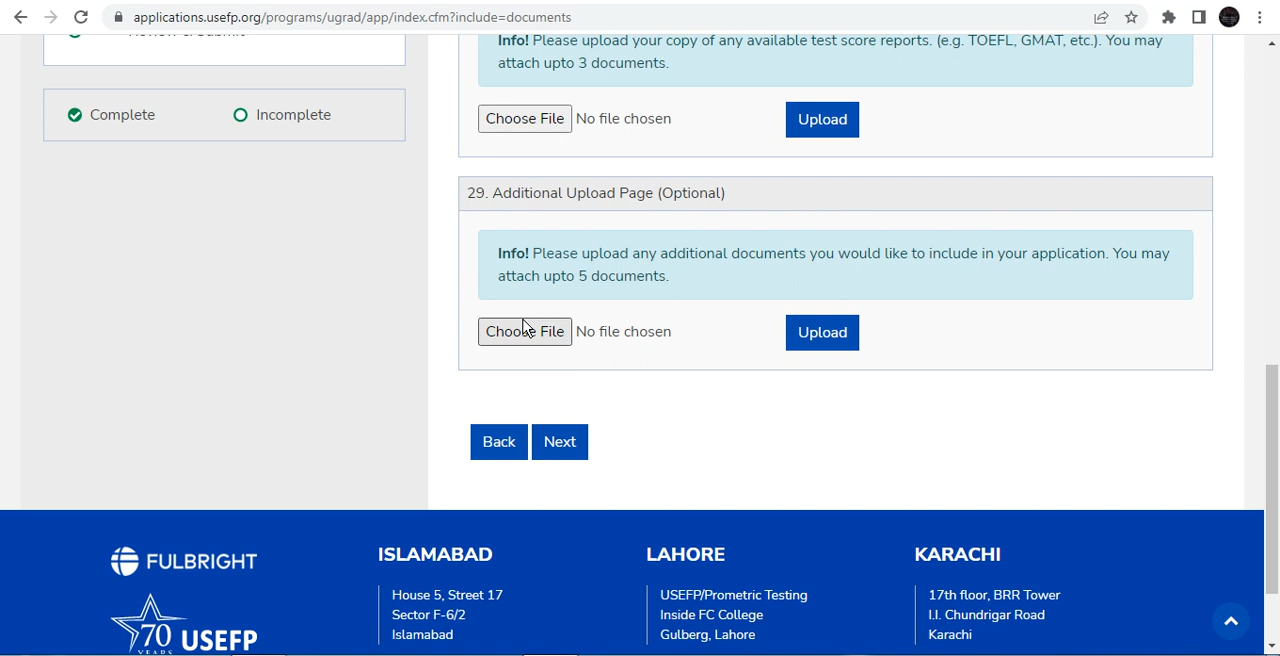 applications.usefp.org/programs/ugrad/app/index.cfm?include=documents
Info! Please upload your copy of any available test score reports. (e.g. TOEFL, GMAT, etc.). You may
attach upto 3 documents.
Complete
Incomplete
Choose File No file chosen
Upload
29. Additional Upload Page (Optional)
Info! Please upload any additional documents you would like to include in your application. You may
attach upto 5 documents.
Choose File No file chosen
Upload
Back
Next
FULBRIGHT
70 USEFP
YEARS
ISLAMABAD
House 5, Street 17
Sector F-6/2
Islamabad
LAHORE
USEFP/Prometric Testing
Inside FC College
Gulberg, Lahore
KARACHI
17th floor, BRR Tower
I.I. Chundrigar Road
Karachi